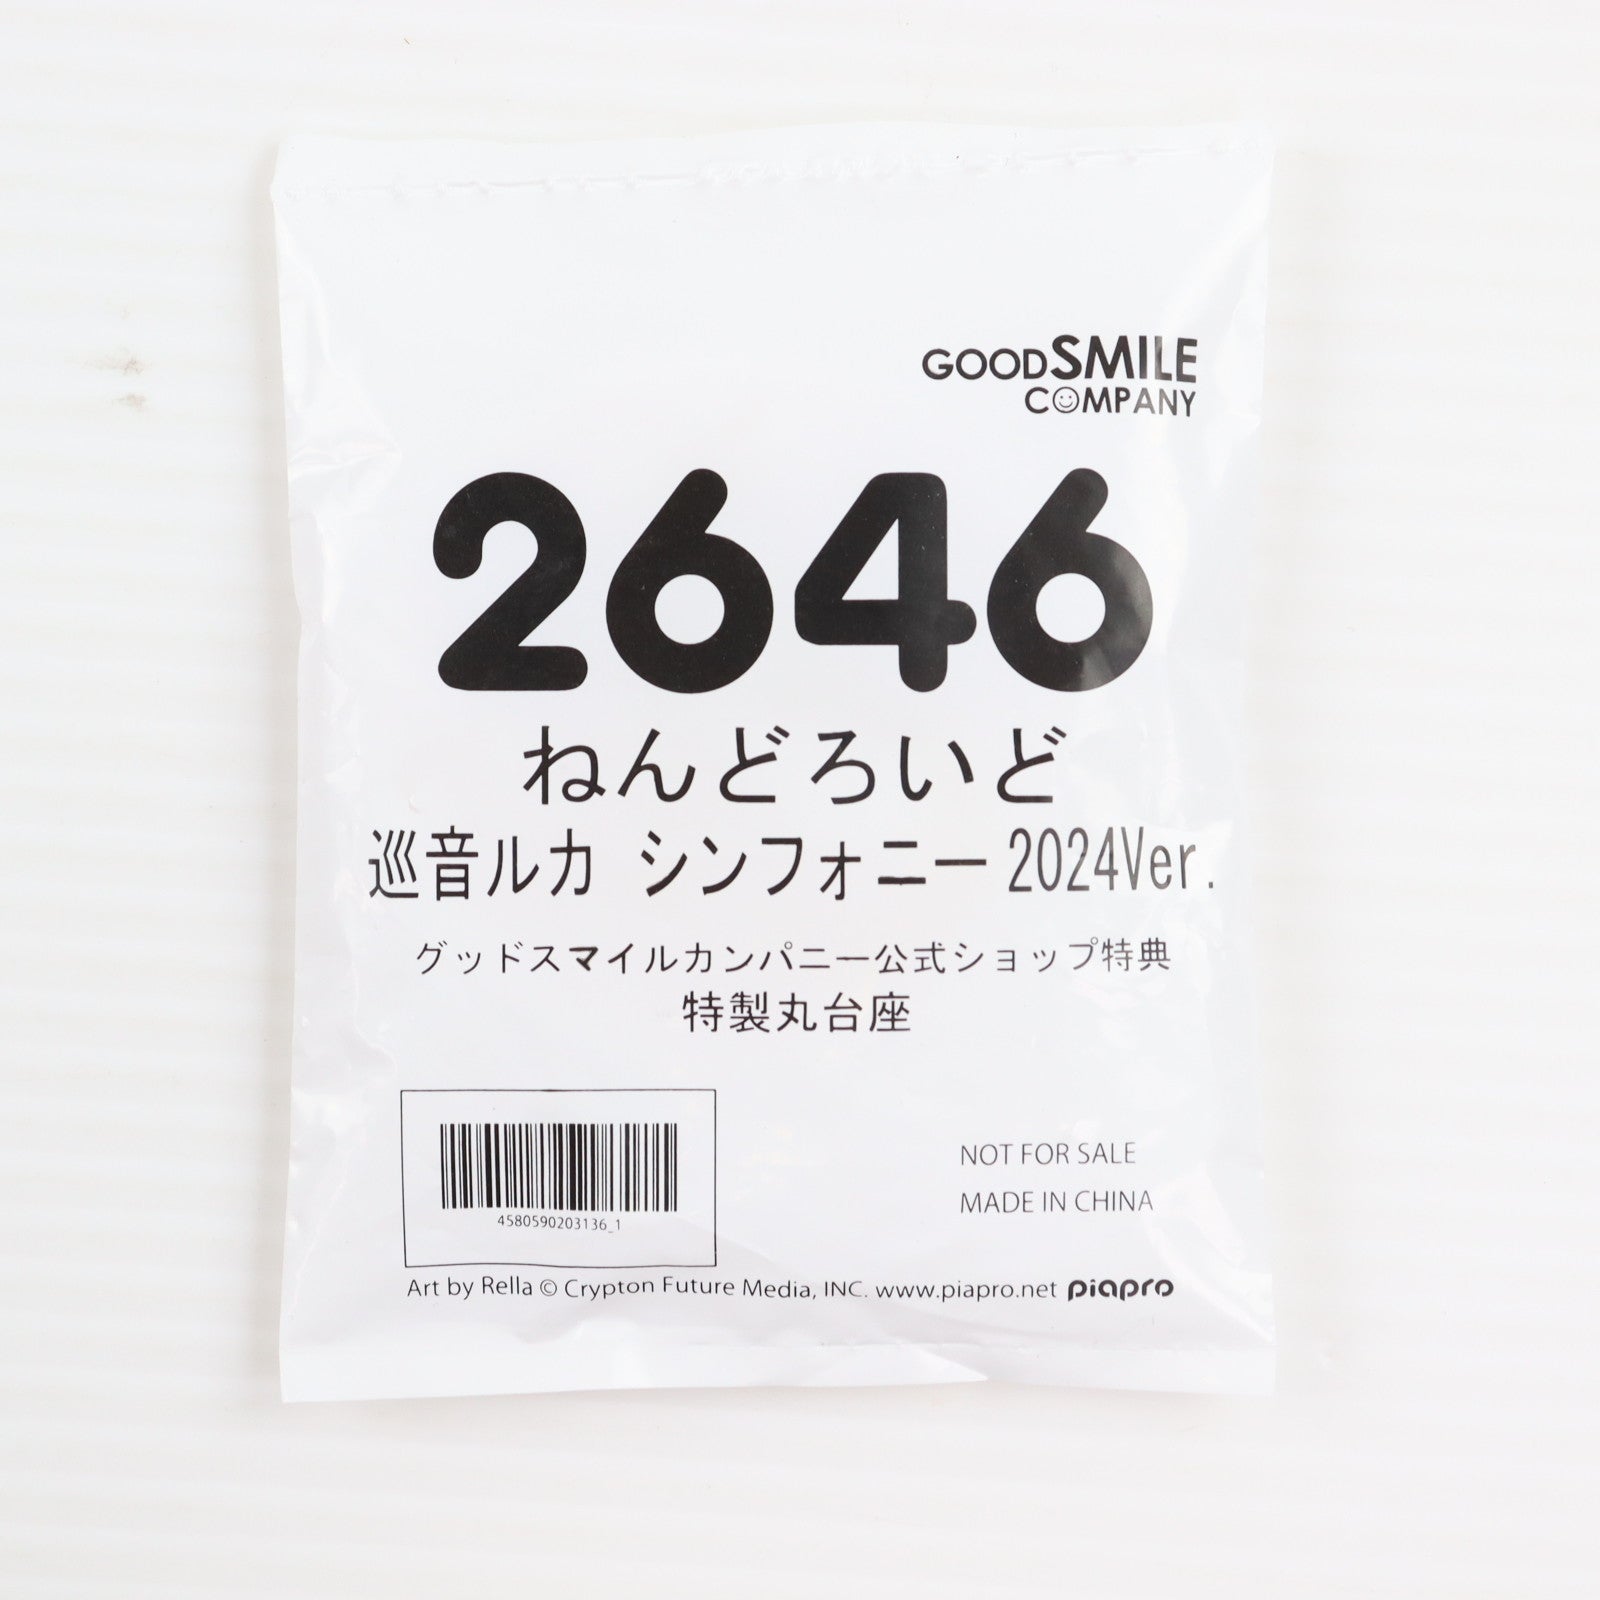 GOODSMILE
COMPANY
2646
ねんどろいど
巡音ルカ シンフォニー2024Ver.
グッドスマイルカンパニー公式ショップ特典
特製丸台座
4580590203136_1
NOT FOR SALE
MADE IN CHINA
Art by Rella © Crypton Future Media, INC. www.piapro.net piapro